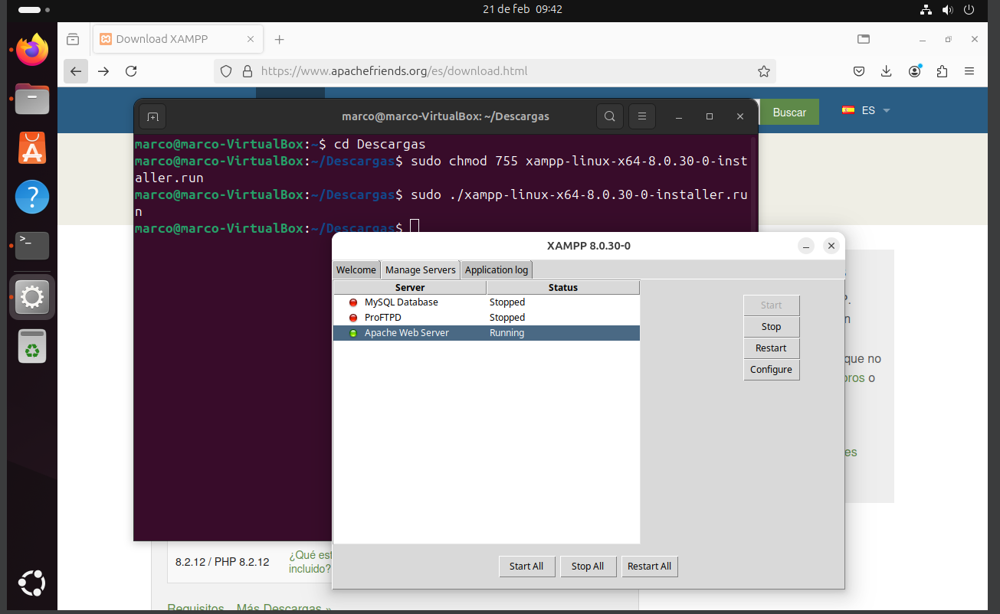 21 de feb 09:42
Download XAMPP
https://www.apachefriends.org/es/download.html
Buscar
ES
marco@marco-VirtualBox: ~/Descargas
marco@marco-VirtualBox:~$ cd Descargas
marco@marco-VirtualBox:~/Descargas$ sudo chmod 755 xampp-linux-x64-8.0.30-0-inst
aller.run
marco@marco-VirtualBox:~/Descargas$ sudo ./xampp-linux-x64-8.0.30-0-installer.ru
n
marco@marco-VirtualBox:~/Descargas$
XAMPP 8.0.30-0
Welcome Manage Servers Application log
Server Status
MySQL Database Stopped
ProFTPD Stopped
Apache Web Server Running
Start
Stop
Restart
Configure
Start All Stop All Restart All
P.
n
que no
oros o
es
8.2.12 / PHP 8.2.12
¿Qué est
incluido?
Requisitos Más Descargas »